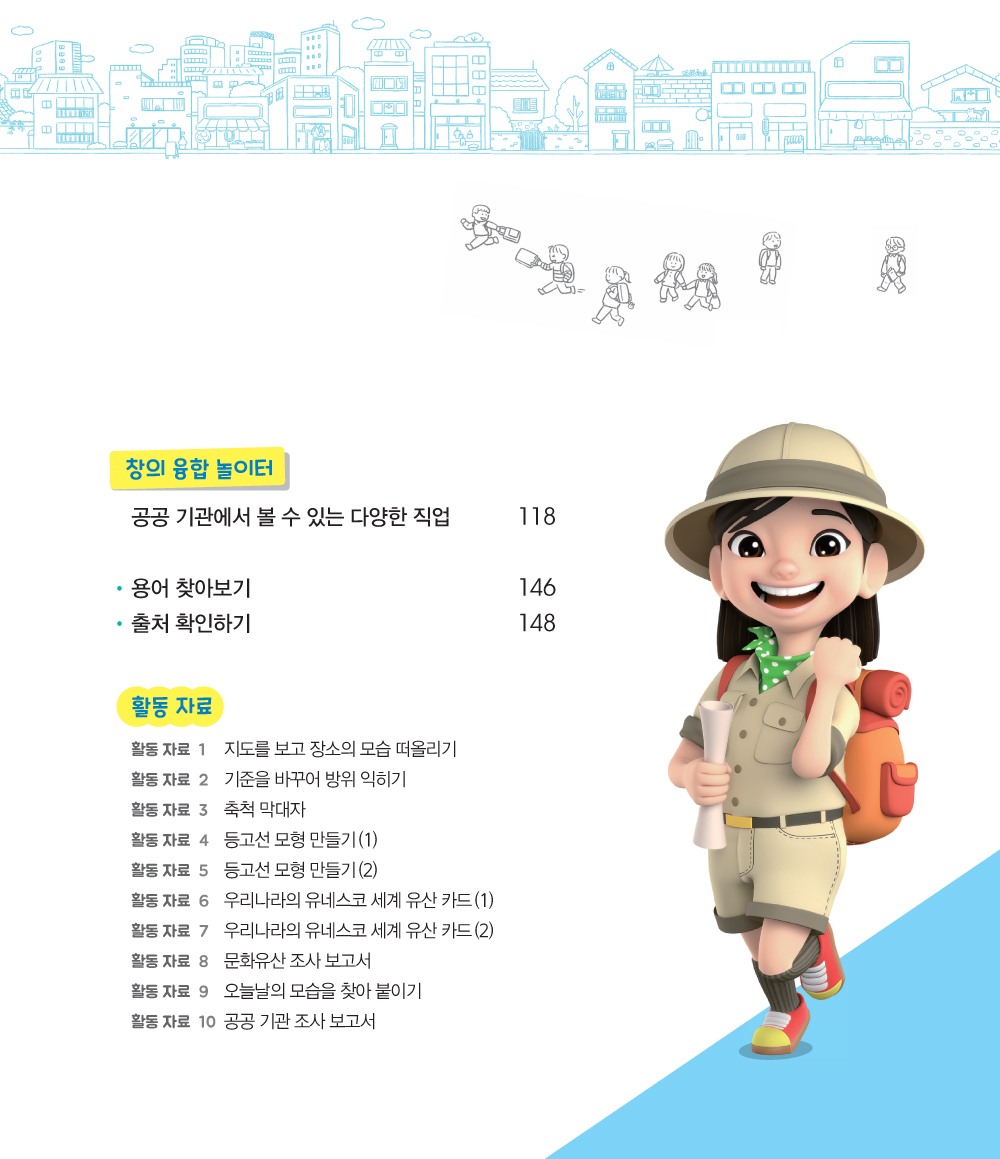 창의 융합 놀이터
공공 기관에서 볼 수 있는 다양한 직업 118
• 용어 찾아보기 146
• 출처 확인하기 148
활동 자료
활동 자료 1 지도를 보고 장소의 모습 떠올리기
활동 자료 2 기준을 바꾸어 방위 익히기
활동 자료 3 축척 막대자
활동 자료 4 등고선 모형 만들기(1)
활동 자료 5 등고선 모형 만들기(2)
활동 자료 6 우리나라의 유네스코 세계 유산 카드(1)
활동 자료 7 우리나라의 유네스코 세계 유산 카드(2)
활동 자료 8 문화유산 조사 보고서
활동 자료 9 오늘날의 모습을 찾아 붙이기
활동 자료 10 공공 기관 조사 보고서